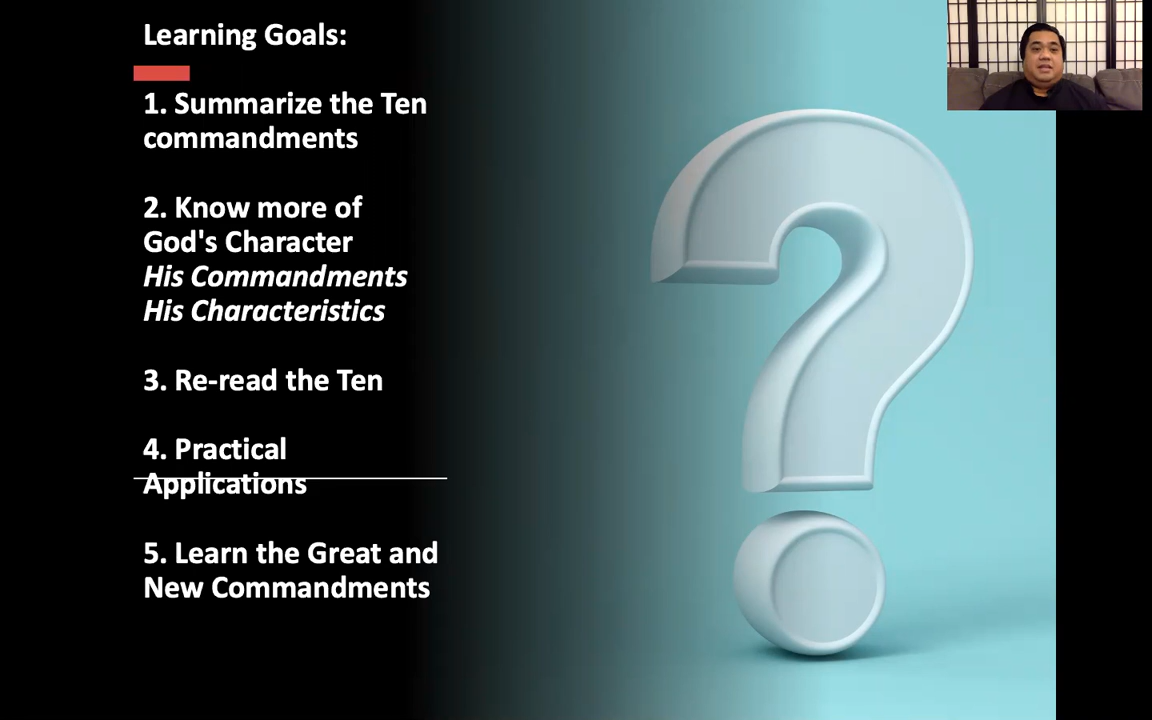 Learning Goals:
1. Summarize the Ten
commandments
2. Know more of
God's Character
His Commandments
His Characteristics
3. Re-read the Ten
4. Practical
Applications
5. Learn the Great and
New Commandments